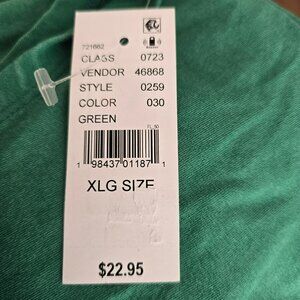 721662
CLASS 0723
VENDOR 46868
STYLE 0259
COLOR 030
GREEN
1 98437 01187 1
XLG SIZE
$22.95